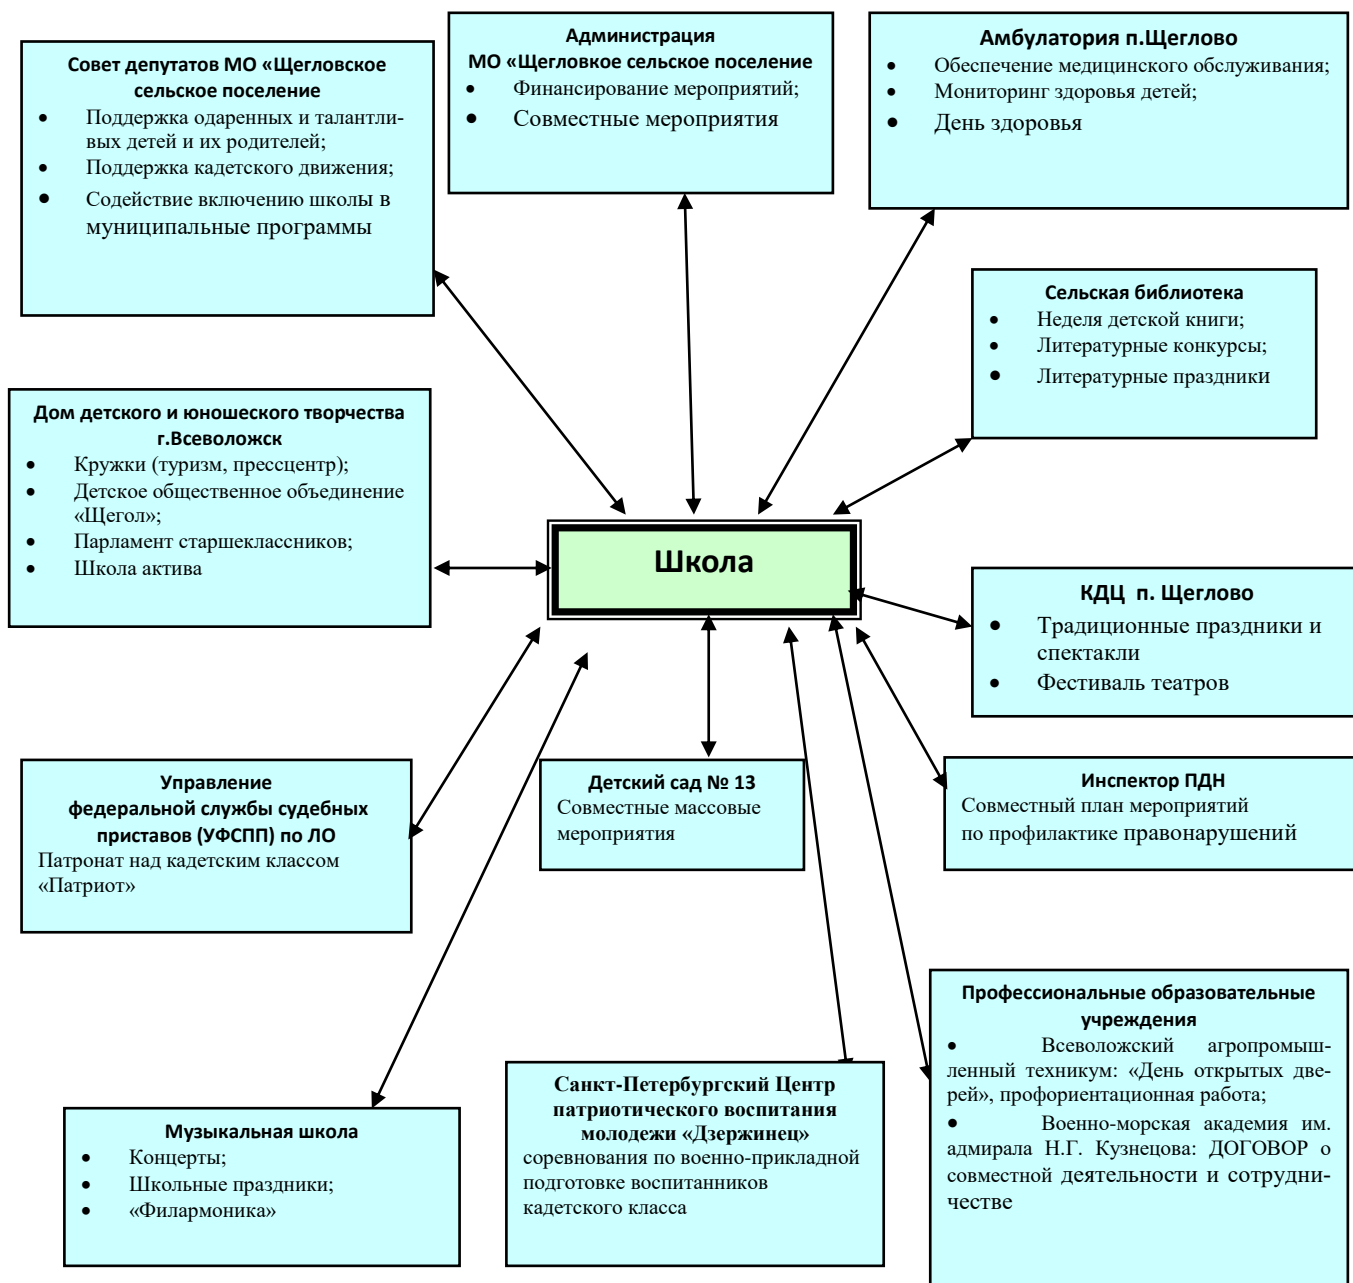 Совет депутатов МО «Щегловское
сельское поселение
• Поддержка одаренных и талантли-
вых детей и их родителей;
• Поддержка кадетского движения;
• Содействие включению школы в
муниципальные программы
Администрация
МО «Щегловкое сельское поселение
• Финансирование мероприятий;
• Совместные мероприятия
Амбулатория п.Щеглово
• Обеспечение медицинского обслуживания;
• Мониторинг здоровья детей;
• День здоровья
Сельская библиотека
• Неделя детской книги;
• Литературные конкурсы;
• Литературные праздники
Дом детского и юношеского творчества
г.Всеволожск
• Кружки (туризм, прессцентр);
• Детское общественное объединение
«Щегол»;
• Парламент старшеклассников;
• Школа актива
Школа
КДЦ п. Щеглово
• Традиционные праздники и
спектакли
• Фестиваль театров
Управление
федеральной службы судебных
приставов (УФСПП) по ЛО
Патронат над кадетским классом
«Патриот»
Детский сад № 13
Совместные массовые
мероприятия
Инспектор ПДН
Совместный план мероприятий
по профилактике правонарушений
Музыкальная школа
• Концерты;
• Школьные праздники;
• «Филармоника»
Санкт-Петербургский Центр
патриотического воспитания
молодежи «Дзержинец»
соревнования по военно-прикладной
подготовке воспитанников
кадетского класса
Профессиональные образовательные
учреждения
• Всеволожский агропромыш-
ленный техникум: «День открытых две-
рей», профориентационная работа;
• Военно-морская академия им.
адмирала Н.Г. Кузнецова: ДОГОВОР о
совместной деятельности и сотрудни-
честве